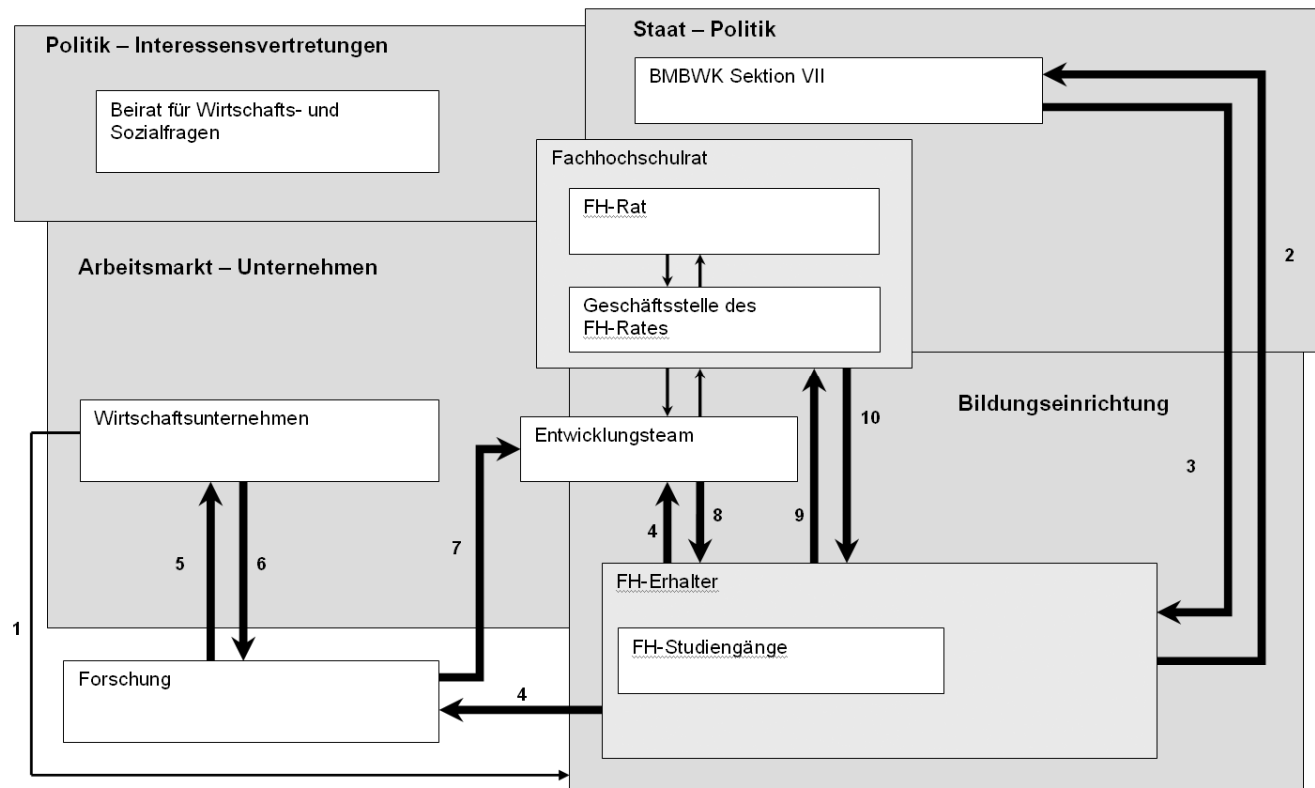 Politik – Interessensvertretungen
Beirat für Wirtschafts- und
Sozialfragen
Staat – Politik
BMBWK Sektion VII
Fachhochschulrat
FH-Rat
Geschäftsstelle des
FH-Rates
Arbeitsmarkt – Unternehmen
Wirtschaftsunternehmen
Entwicklungsteam
Bildungseinrichtung
2
10
3
7
4
8
9
5
6
1
FH-Erhalter
FH-Studiengänge
Forschung
4